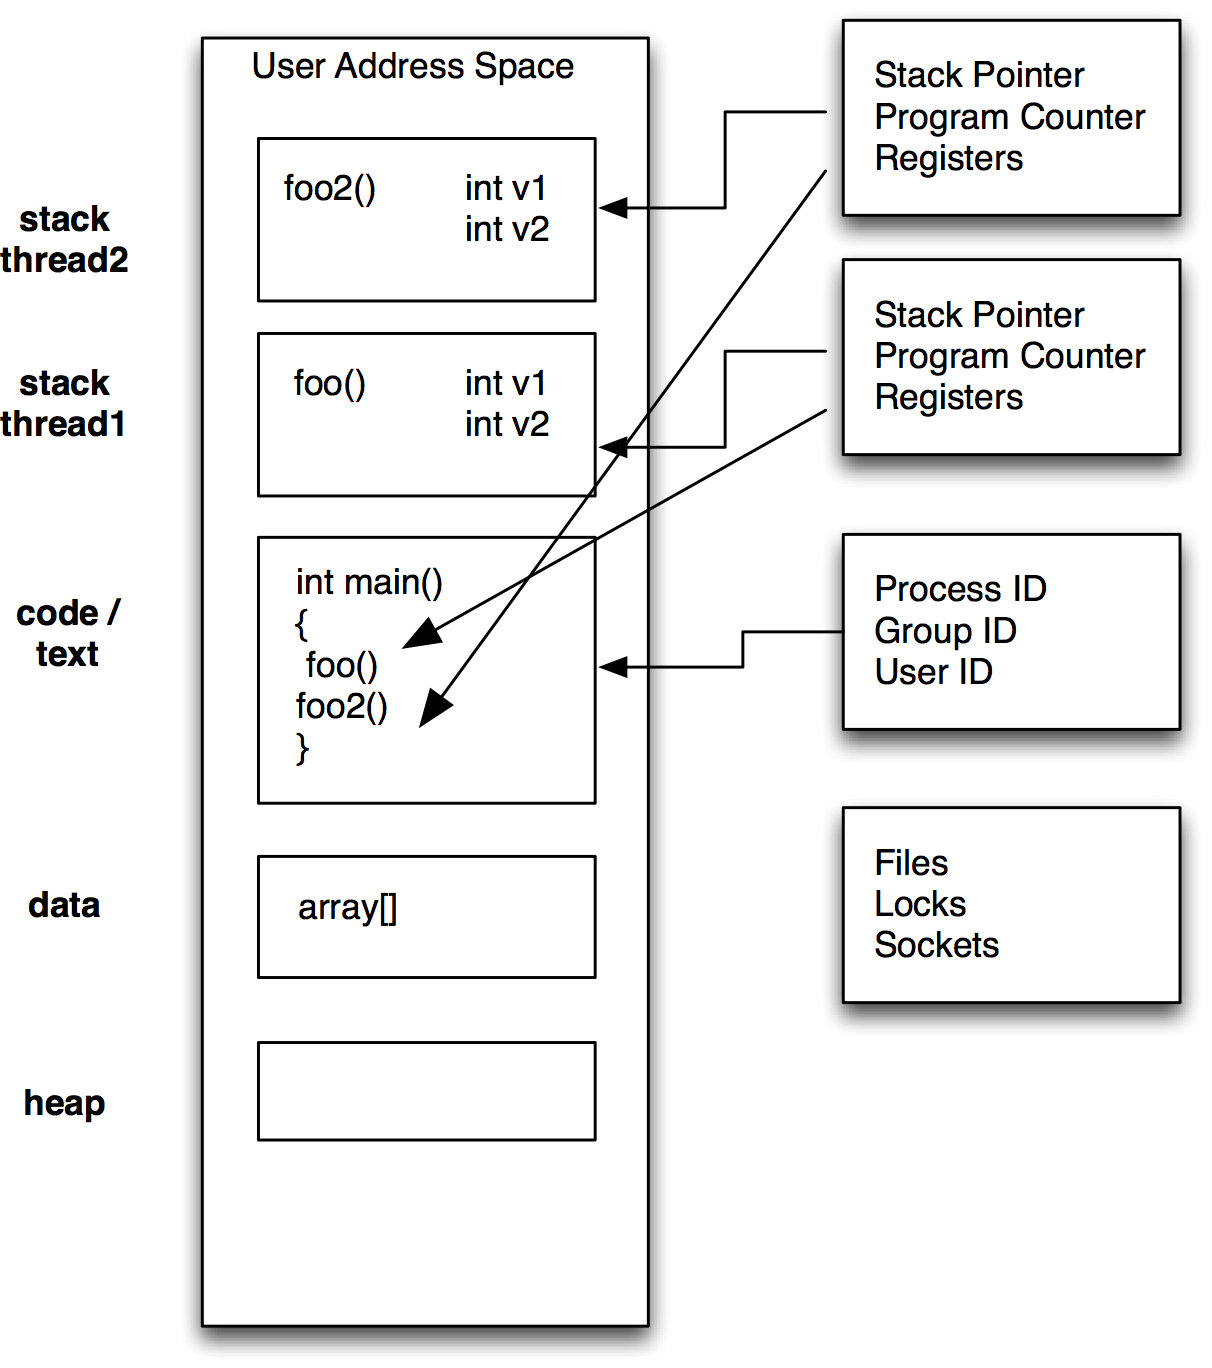 User Address Space
stack
thread2
foo2() int v1
int v2
stack
thread1
foo() int v1
int v2
code /
text
int main()
{
foo()
foo2()
}
data
array[]
heap
Stack Pointer
Program Counter
Registers
Stack Pointer
Program Counter
Registers
Process ID
Group ID
User ID
Files
Locks
Sockets